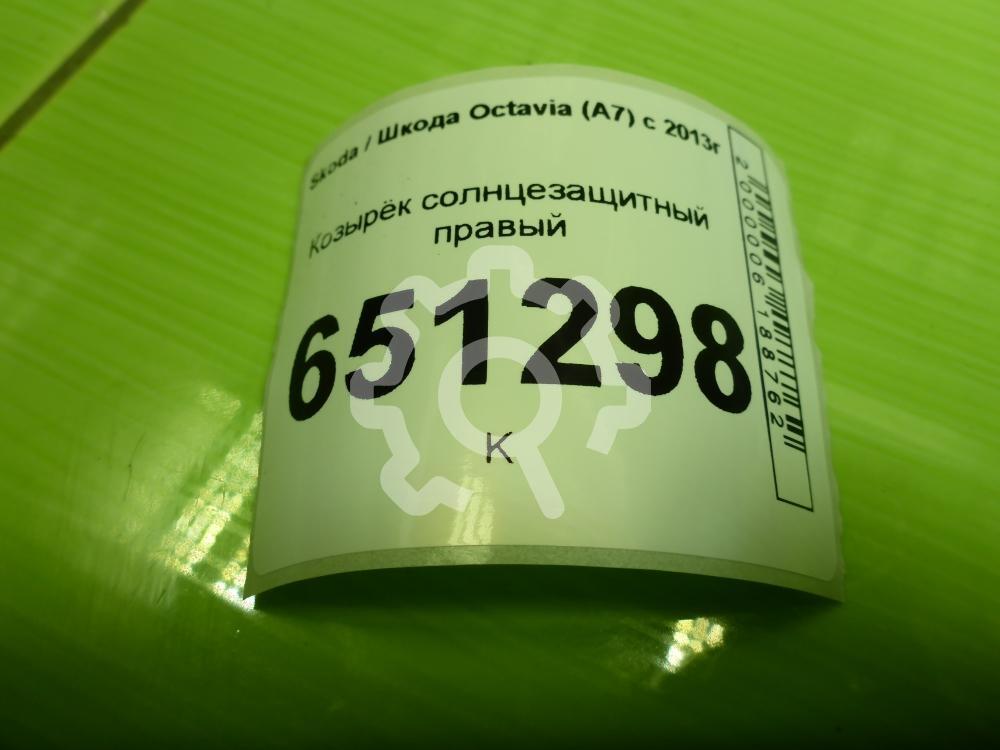 Skoda / Шкода Octavia (A7) с 2013г
Козырёк солнцезащитный
правый
651298
К
2000006188762